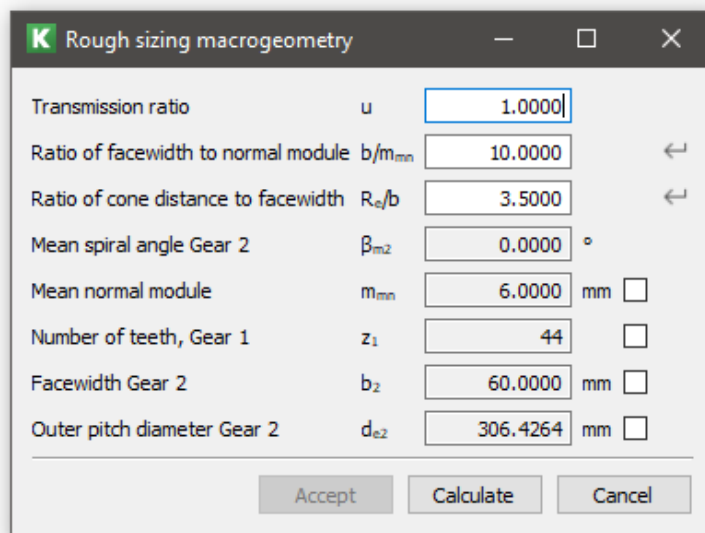 K Rough sizing macrogeometry
Transmission ratio u 1.0000
Ratio of facewidth to normal module b/mmn 10.0000
Ratio of cone distance to facewidth Re/b 3.5000
Mean spiral angle Gear 2 βm2 0.0000 °
Mean normal module mmn 6.0000 mm
Number of teeth, Gear 1 z1 44
Facewidth Gear 2 b2 60.0000 mm
Outer pitch diameter Gear 2 de2 306.4264 mm
Accept Calculate Cancel